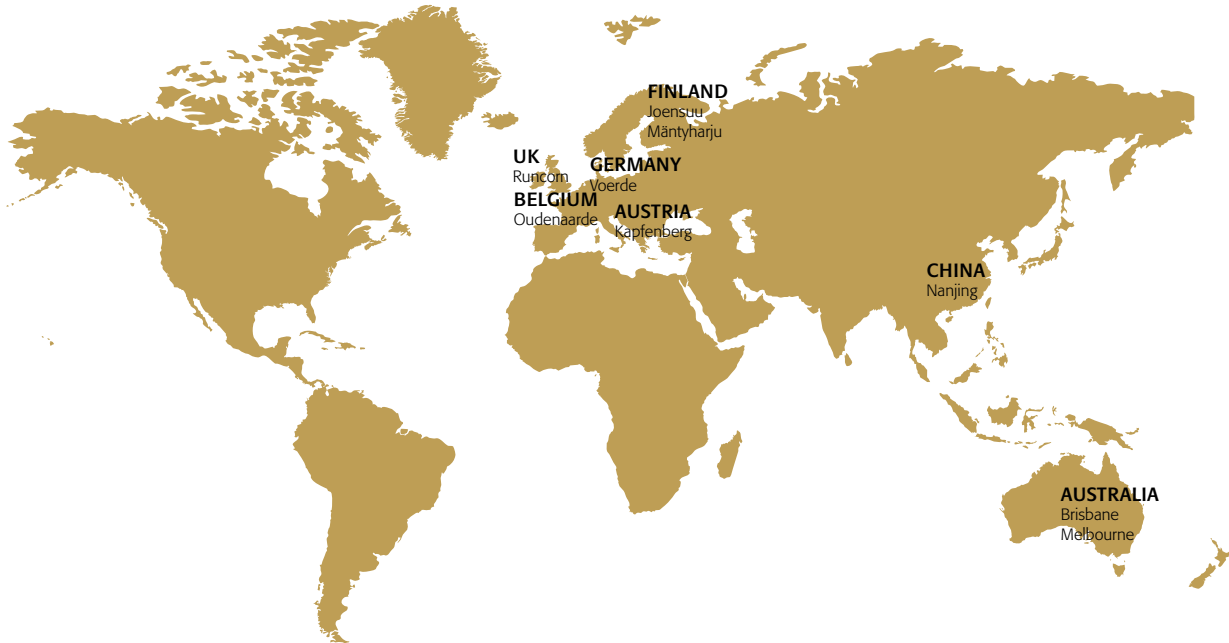 FINLAND
Joensuu
Mäntyharju
UK
Runcorn
GERMANY
Voerde
BELGIUM
Oudenaarde
AUSTRIA
Kapfenberg
CHINA
Nanjing
AUSTRALIA
Brisbane
Melbourne